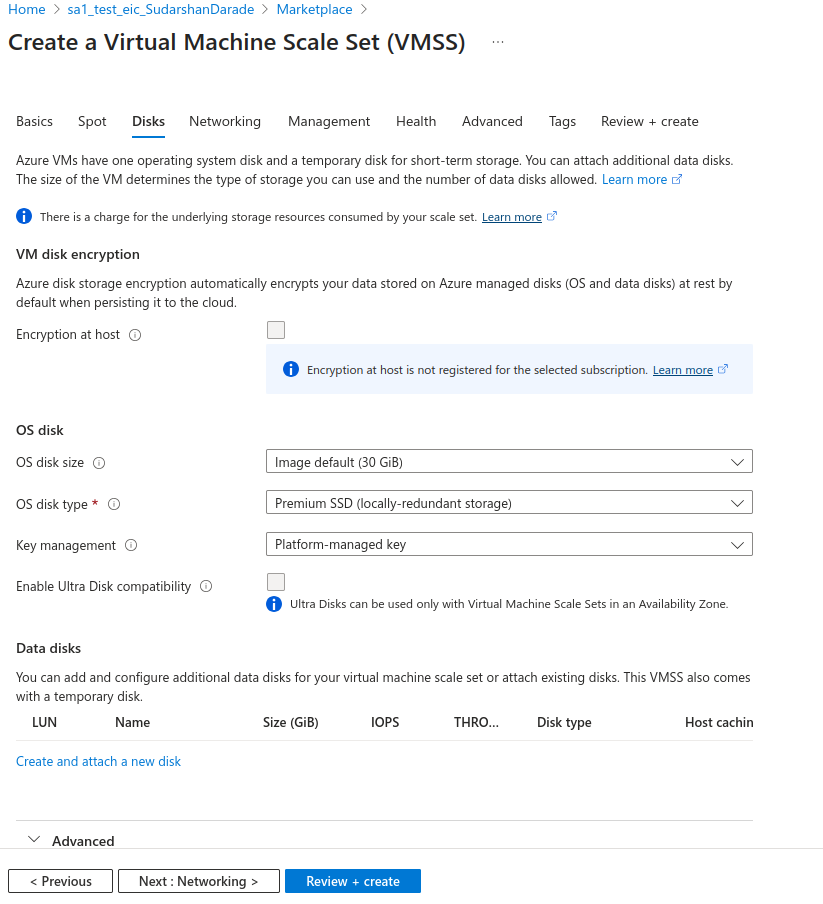 Home > sa1_test_eic_SudarshanDarade > Marketplace >
Create a Virtual Machine Scale Set (VMSS) ...
Basics Spot Disks Networking Management Health Advanced Tags Review + create
Azure VMs have one operating system disk and a temporary disk for short-term storage. You can attach additional data disks.
The size of the VM determines the type of storage you can use and the number of data disks allowed. Learn more
There is a charge for the underlying storage resources consumed by your scale set. Learn more
VM disk encryption
Azure disk storage encryption automatically encrypts your data stored on Azure managed disks (OS and data disks) at rest by
default when persisting it to the cloud.
Encryption at host
Encryption at host is not registered for the selected subscription. Learn more
OS disk
OS disk size Image default (30 GiB)
OS disk type * Premium SSD (locally-redundant storage)
Key management Platform-managed key
Enable Ultra Disk compatibility
Ultra Disks can be used only with Virtual Machine Scale Sets in an Availability Zone.
Data disks
You can add and configure additional data disks for your virtual machine scale set or attach existing disks. This VMSS also comes
with a temporary disk.
LUN Name Size (GiB) IOPS THRO... Disk type Host cachin
Create and attach a new disk
Advanced
< Previous Next : Networking > Review + create